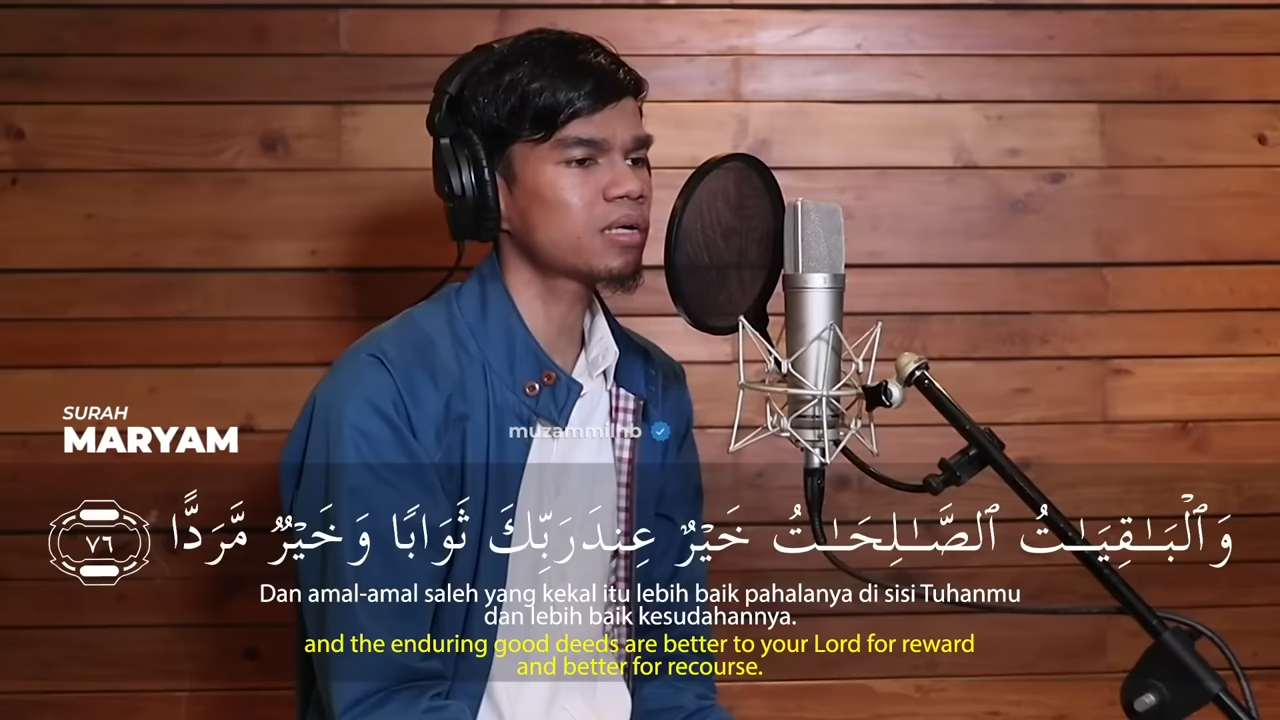 SURAH
MARYAM
muzammilhb
وَٱلْبَـٰقِيَـٰتُ ٱلصَّـٰلِحَـٰتُ خَيْرٌ عِندَ رَبِّكَ ثَوَابًا وَخَيْرٌ مَّرَدًّا ٧٦
Dan amal-amal saleh yang kekal itu lebih baik pahalanya di sisi Tuhanmu
dan lebih baik kesudahannya.
and the enduring good deeds are better to your Lord for reward
and better for recourse.